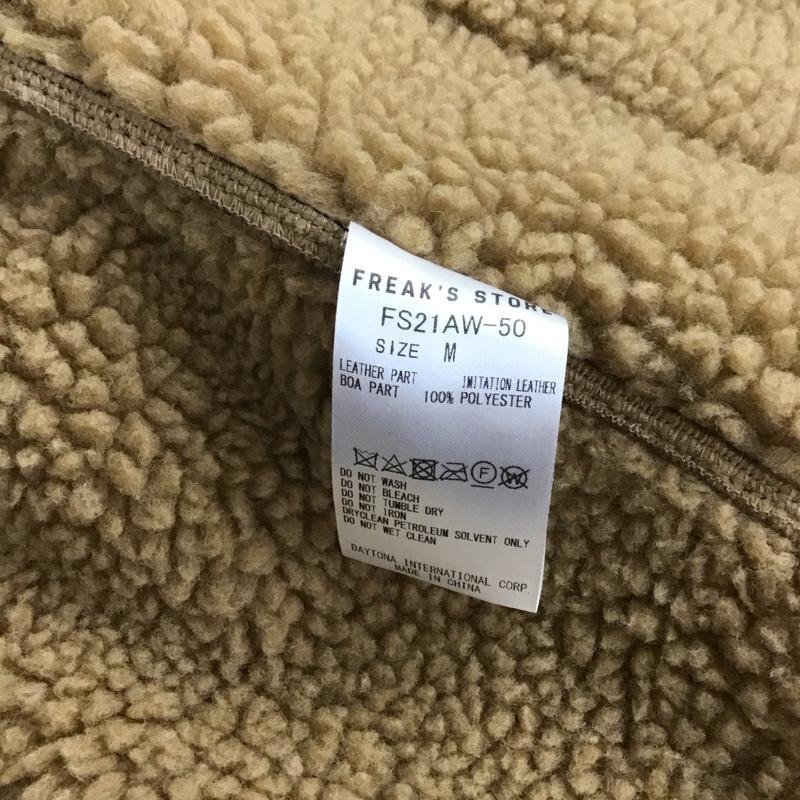 FREAK'S STORE
FS21AW-50
SIZE M
LEATHER PART IMITATION LEATHER
BOA PART 100% POLYESTER
F W
DO NOT WASH
DO NOT BLEACH
DO NOT TUMBLE DRY
DO NOT IRON
DRYCLEAN PETROLEUM SOLVENT ONLY
DO NOT WET CLEAN
DAYTONA INTERNATIONAL CORP.
MADE IN CHINA